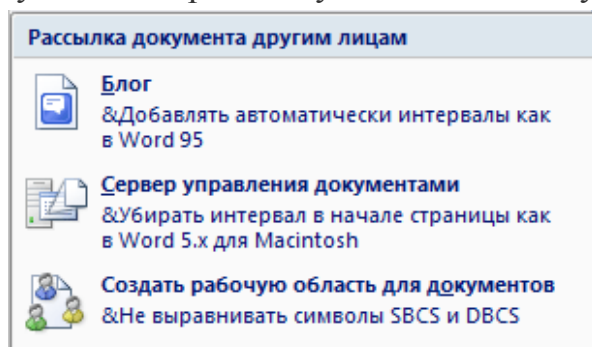 Рассылка документа другим лицам
Блог
&Добавлять автоматически интервалы как
в Word 95
Сервер управления документами
&Убирать интервал в начале страницы как
в Word 5.x для Macintosh
Создать рабочую область для документов
&Не выравнивать символы SBCS и DBCS